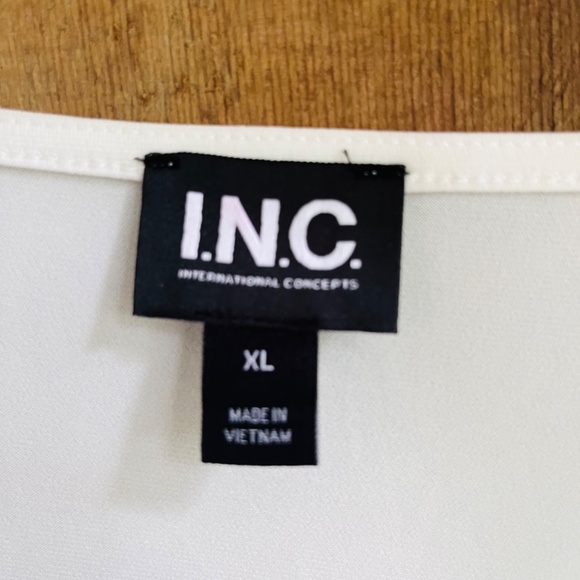 I.N.C.
INTERNATIONAL CONCEPTS
XL
MADE IN
VIETNAM